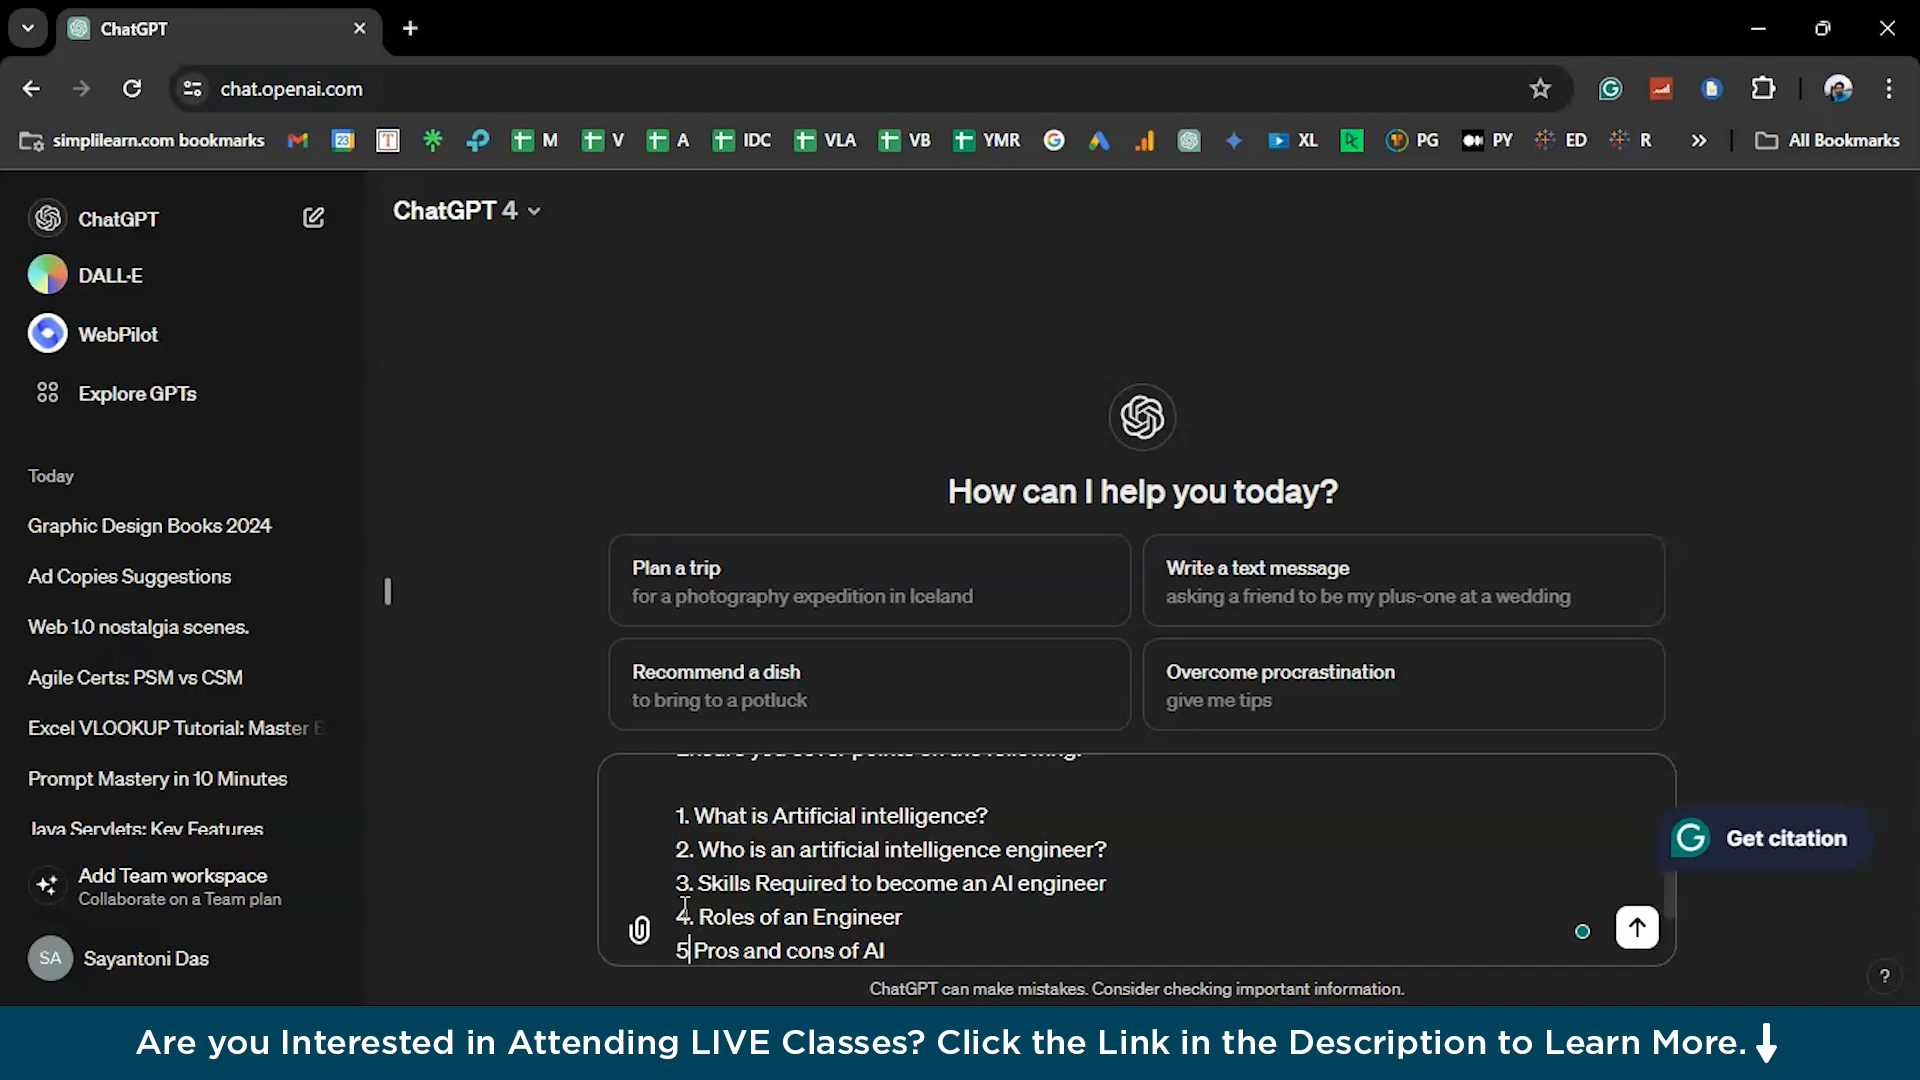 ChatGPT
chat.openai.com
simplilearn.com bookmarks
23
T
M
V
A
IDC
VLA
VB
YMR
XL
PG
PY
ED
R
All Bookmarks
ChatGPT
DALL·E
WebPilot
Explore GPTs
Today
Graphic Design Books 2024
Ad Copies Suggestions
Web 1.0 nostalgia scenes.
Agile Certs: PSM vs CSM
Excel VLOOKUP Tutorial: Master E
Prompt Mastery in 10 Minutes
Java Servlets: Key Features
Add Team workspace
Collaborate on a Team plan
SA
Sayantoni Das
ChatGPT 4
How can I help you today?
Plan a trip
for a photography expedition in Iceland
Write a text message
asking a friend to be my plus-one at a wedding
Recommend a dish
to bring to a potluck
Overcome procrastination
give me tips
Ensure you cover points on the following:
1. What is Artificial intelligence?
2. Who is an artificial intelligence engineer?
3. Skills Required to become an AI engineer
4. Roles of an Engineer
5 Pros and cons of AI
Get citation
ChatGPT can make mistakes. Consider checking important information.
?
Are you Interested in Attending LIVE Classes? Click the Link in the Description to Learn More.